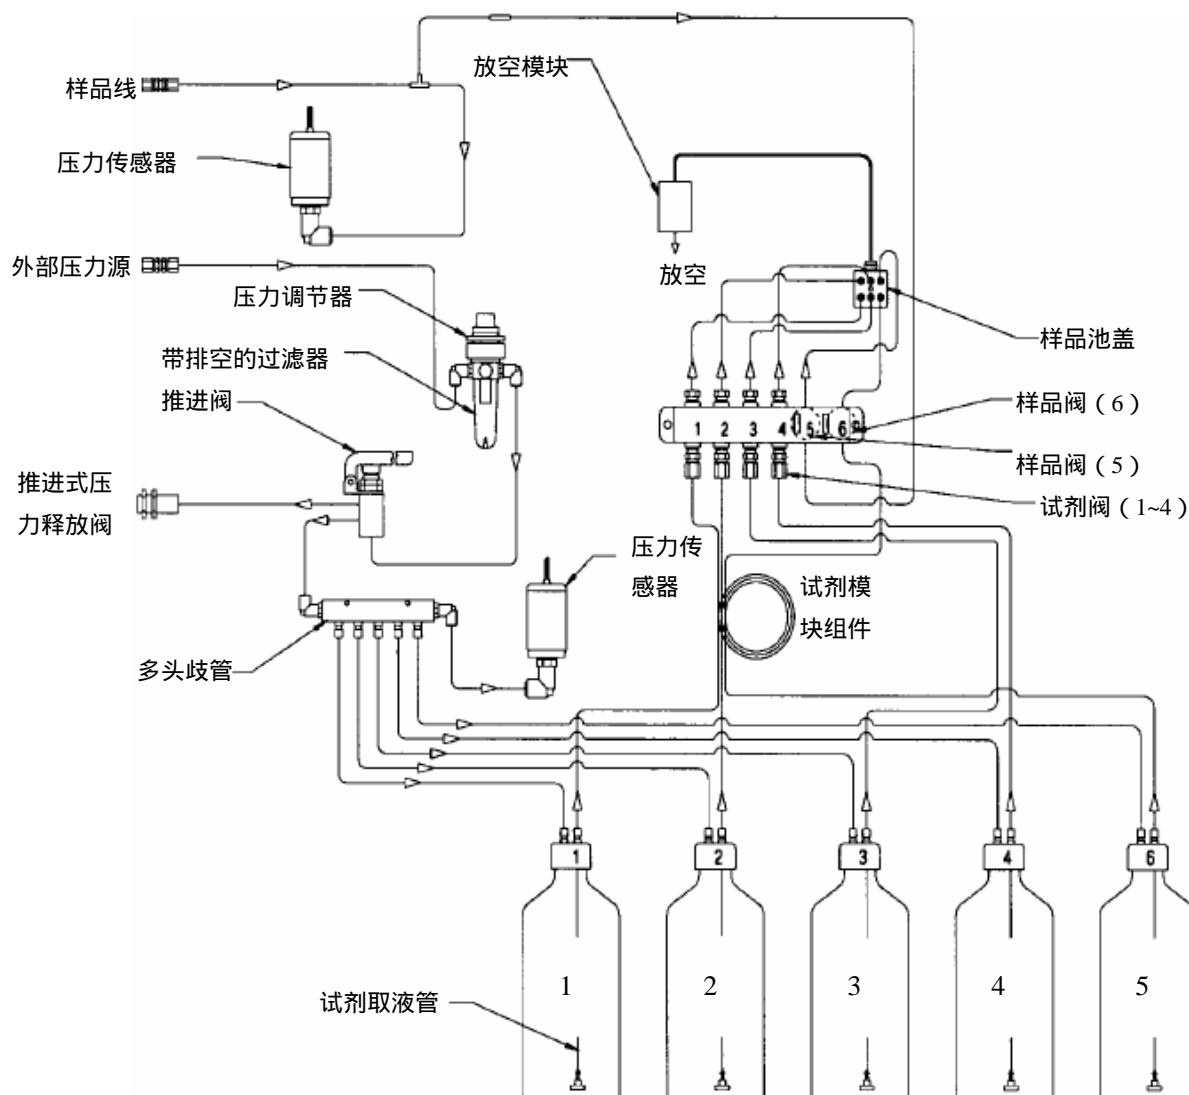 放空模块
样品线
压力传感器
外部压力源
放空
压力调节器
样品池盖
带排空的过滤器
推进阀
样品阀（6）
1 2 3 4 5 6
样品阀（5）
推进式压
力释放阀
试剂阀（1~4）
压力传
感器
试剂模
块组件
多头歧管
1 2 3 4 6
1 2 3 4 5
试剂取液管